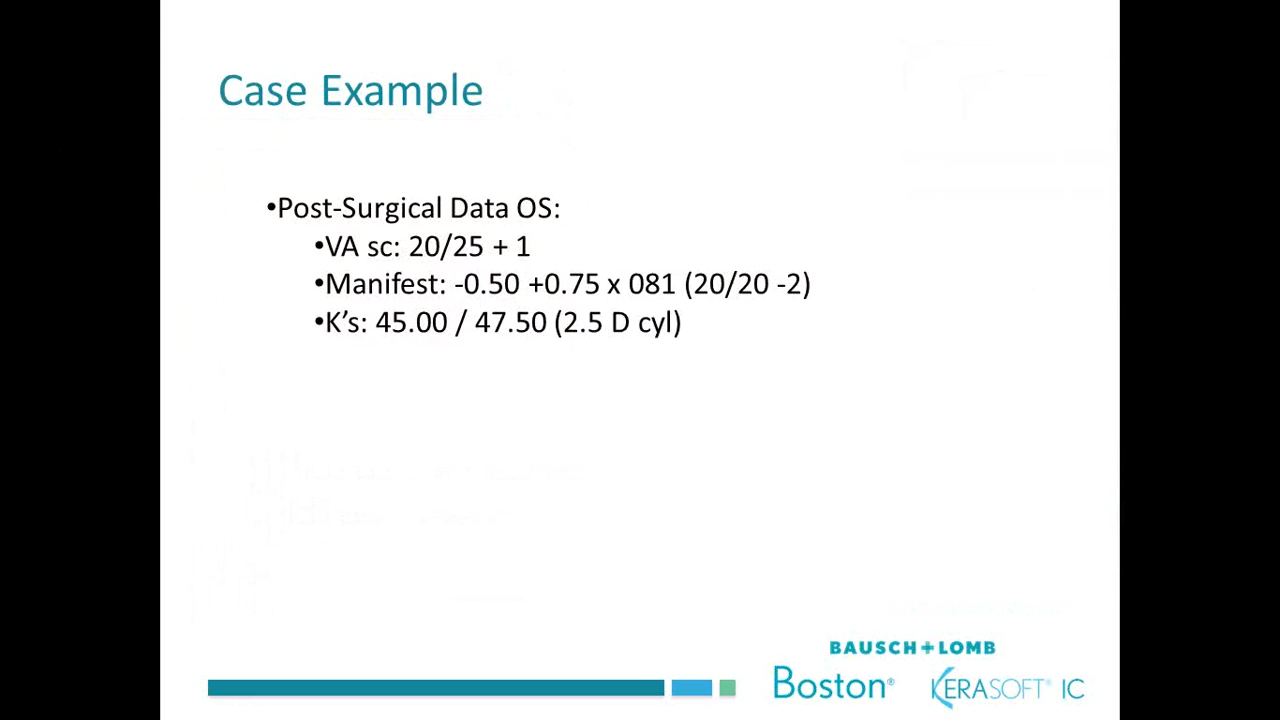 Case Example
•Post-Surgical Data OS:
•VA sc: 20/25 + 1
•Manifest: -0.50 +0.75 x 081 (20/20 -2)
•K’s: 45.00 / 47.50 (2.5 D cyl)
BAUSCH+LOMB
Boston® KERASOFT® IC